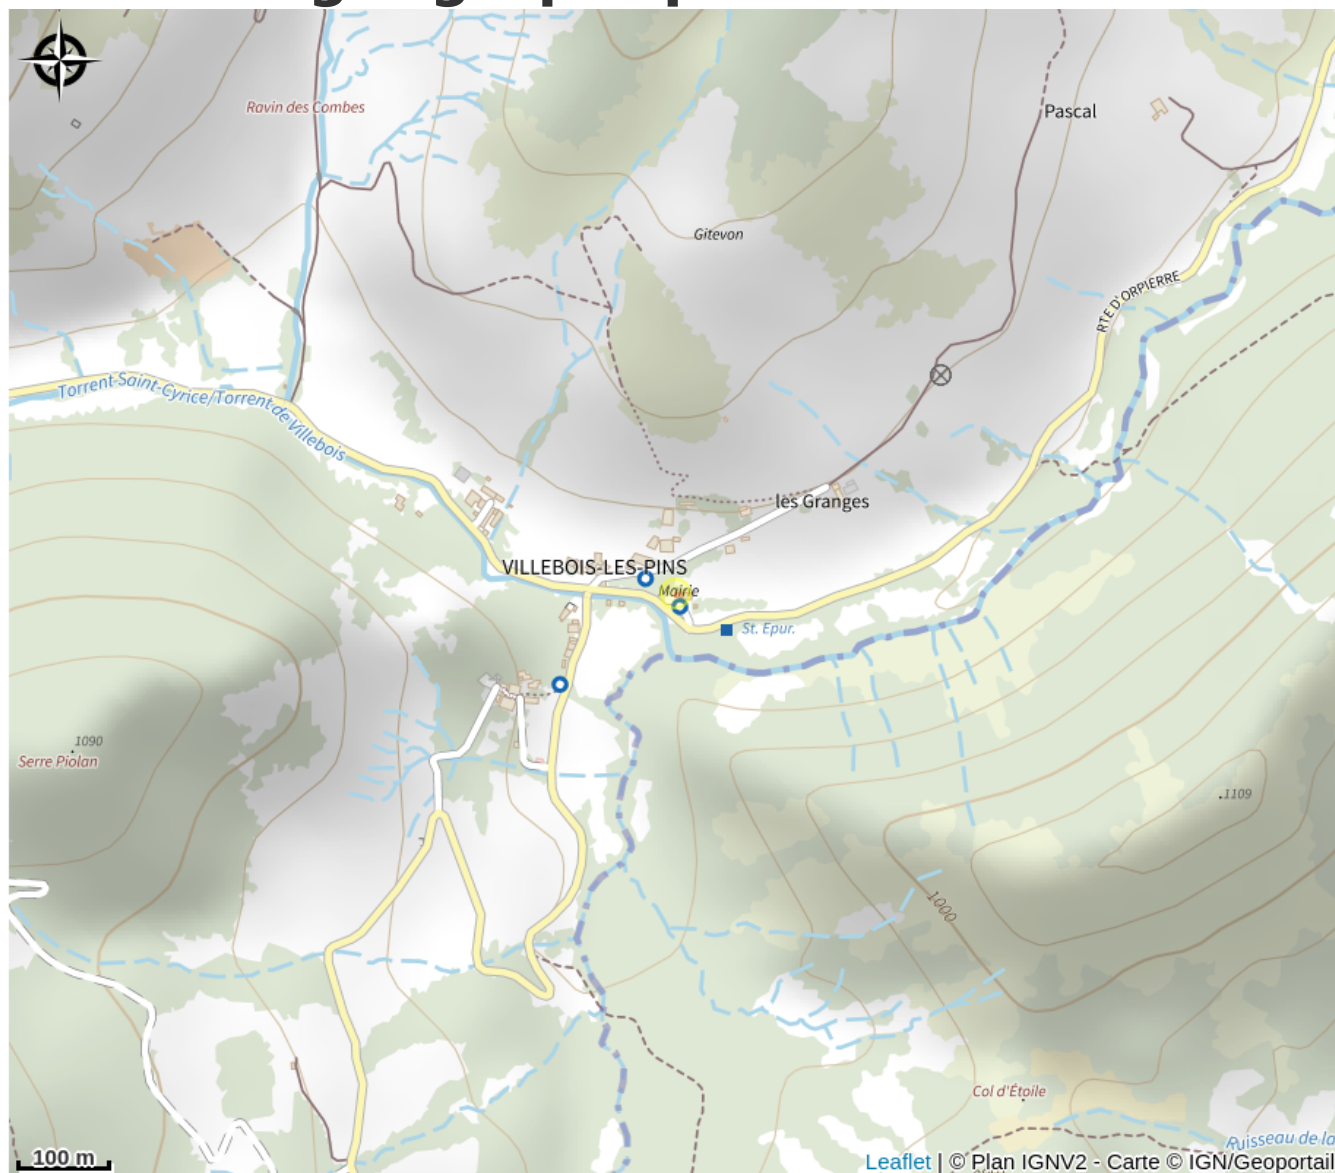 Ravin des Combes
Pascal
Gitevon
RTE D'ORPIERRE
Torrent Saint-Cyrice/Torrent de Villebois
les Granges
VILLEBOIS-LES-PINS
Mairie
St. Epur.
1090
Serre Piolan
1109
1000
Col d'Étoile
Ruisseau de la
100 m
Leaflet | © Plan IGNV2 - Carte © IGN/Geoportail